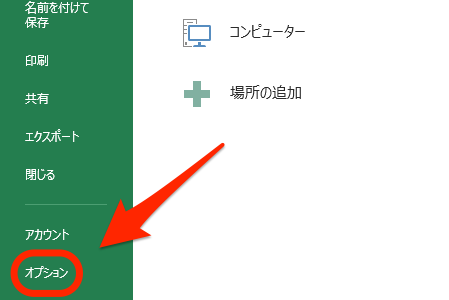 名前を付けて
保存
コンピューター
印刷
共有
場所の追加
エクスポート
閉じる
アカウント
オプション